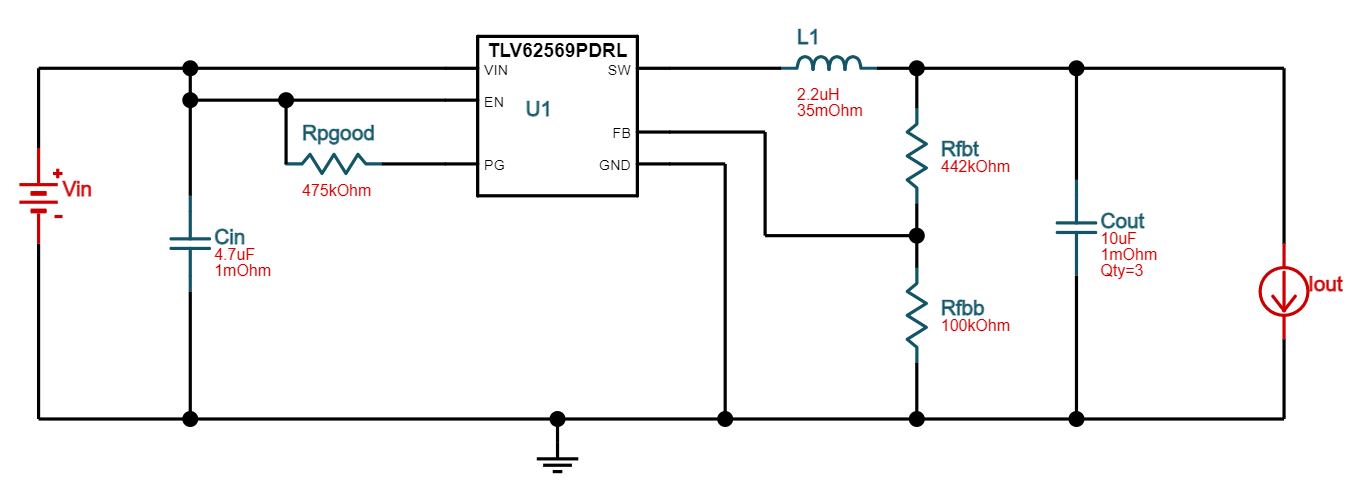 TLV62569PDRL
VIN
SW
EN
U1
FB
PG
GND
L1
2.2uH
35mOhm
Rpgood
475kOhm
+
Vin
-
Cin
4.7uF
1mOhm
Rfbt
442kOhm
Rfbb
100kOhm
Cout
10uF
1mOhm
Qty=3
Iout